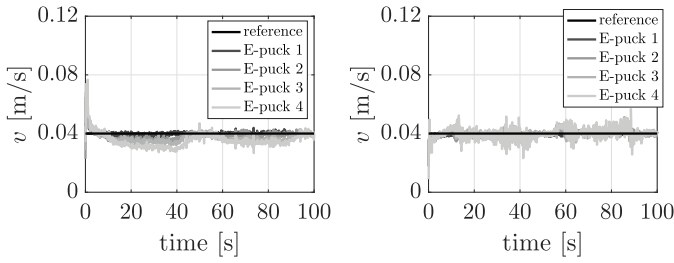 0.12
reference
E-puck 1
E-puck 2
E-puck 3
E-puck 4
0.08
0.04
0
v [m/s]
0 20 40 60 80 100
time [s]
0.12
reference
E-puck 1
E-puck 2
E-puck 3
E-puck 4
0.08
0.04
0
v [m/s]
0 20 40 60 80 100
time [s]